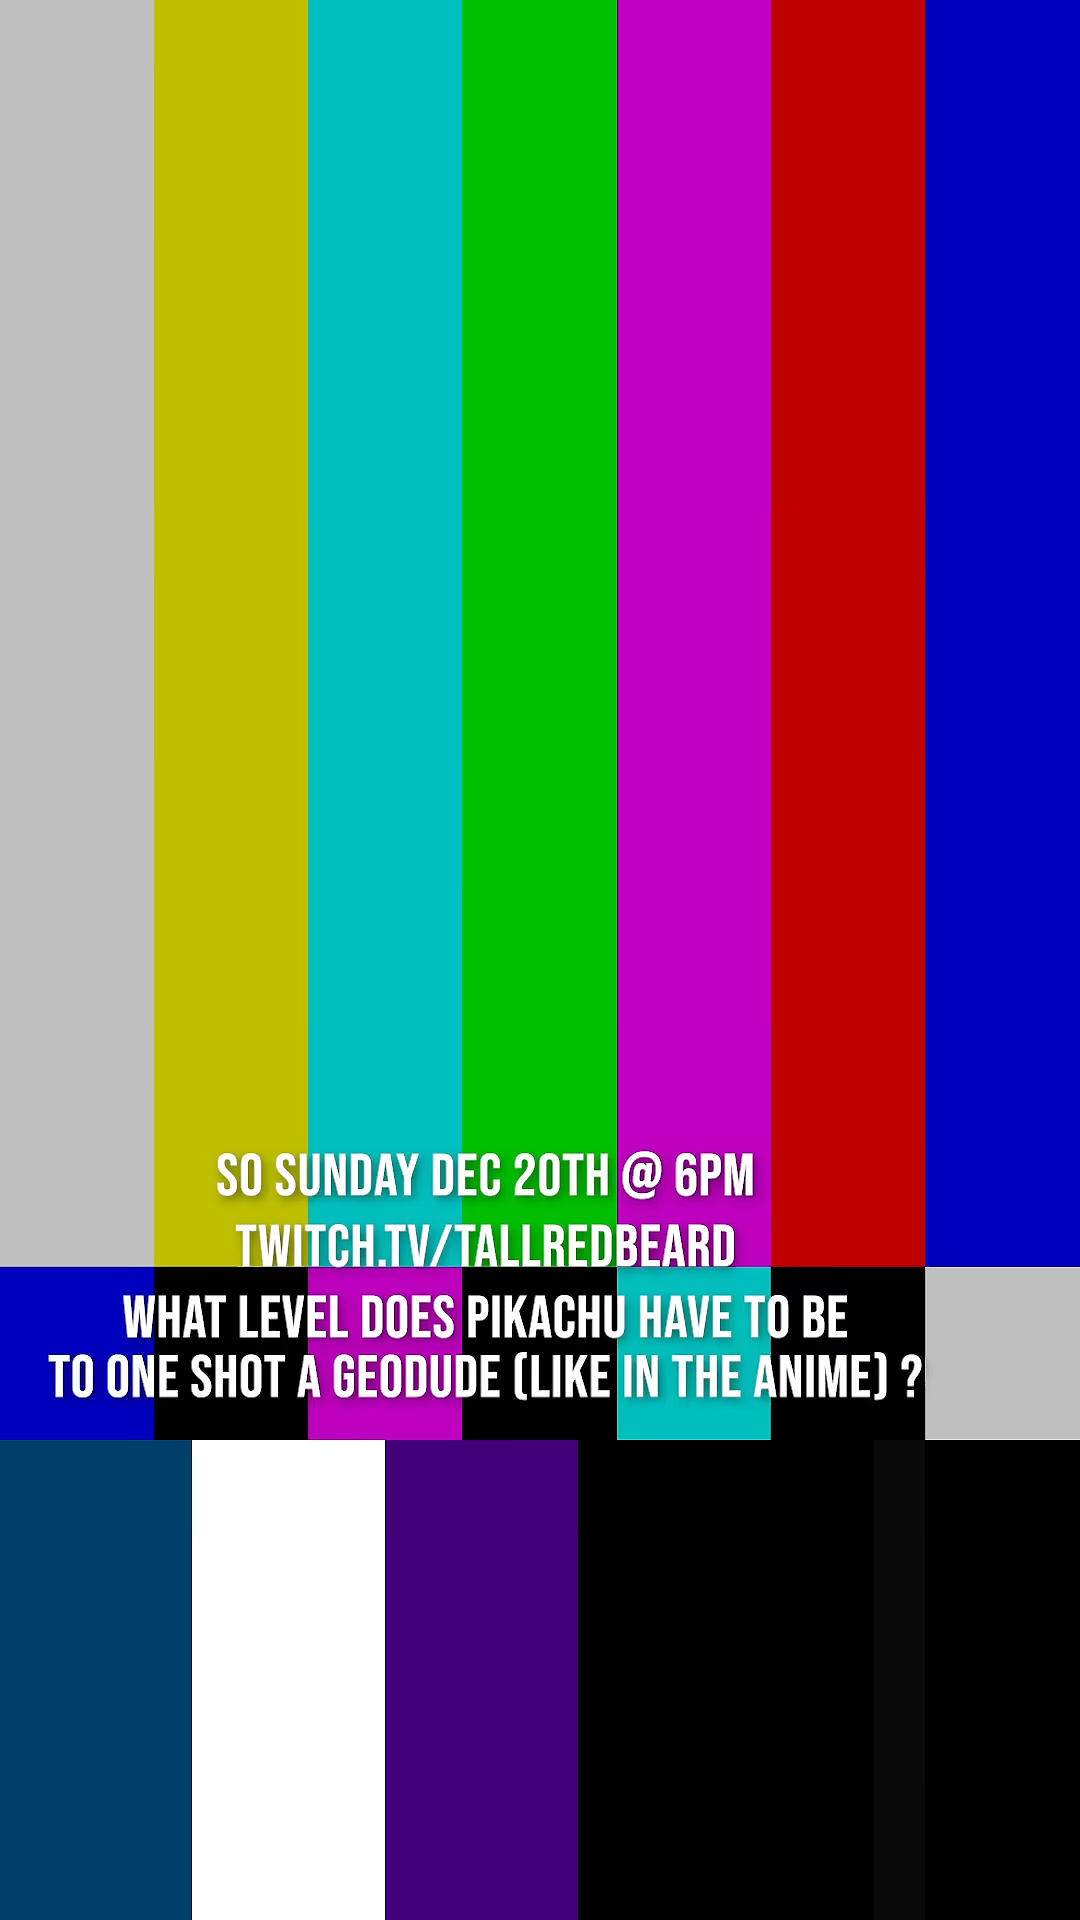 SO SUNDAY DEC 20TH @ 6PM
TWITCH.TV/TALLREDBEARD
WHAT LEVEL DOES PIKACHU HAVE TO BE
TO ONE SHOT A GEODUDE (LIKE IN THE ANIME) ?